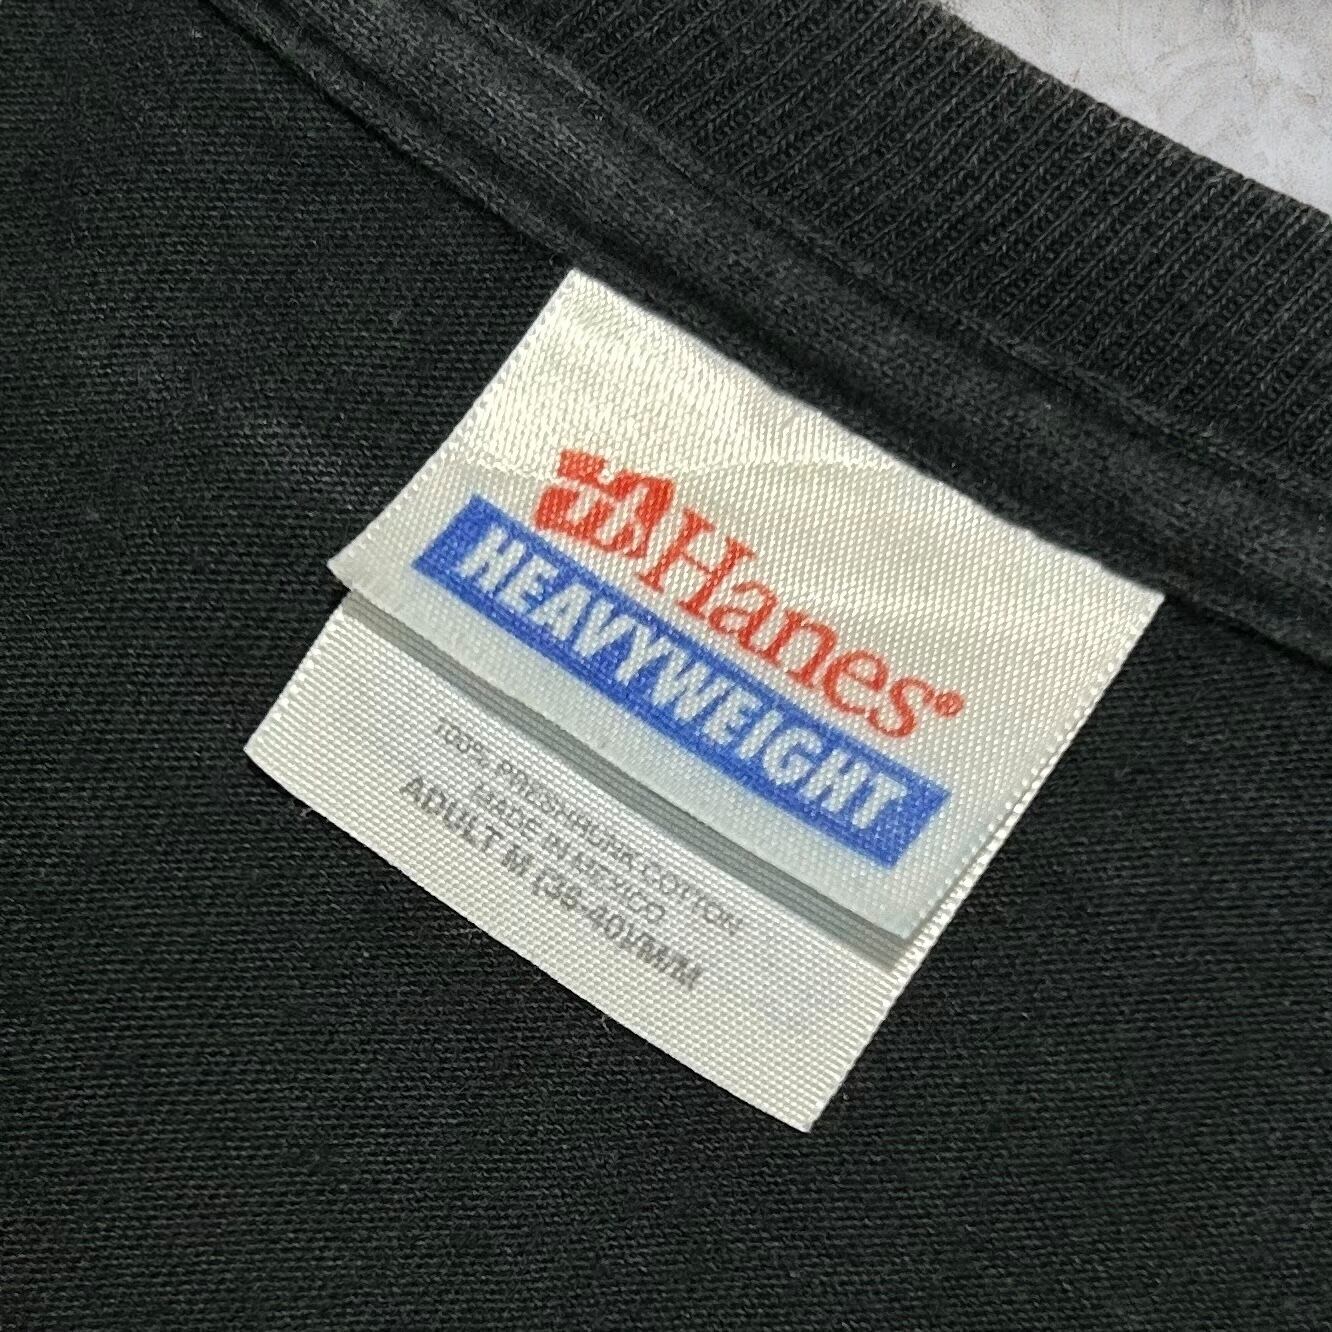 Hanes®
HEAVYWEIGHT
100% PRESHRUNK COTTON
MADE IN MEXICO
ADULT M (38-40)/M/M